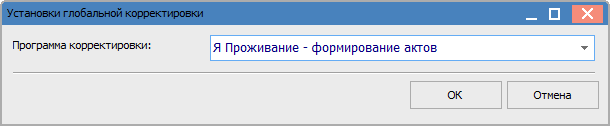 Установки глобальной корректировки
Программа корректировки: Я Проживание - формирование актов
ОК Отмена